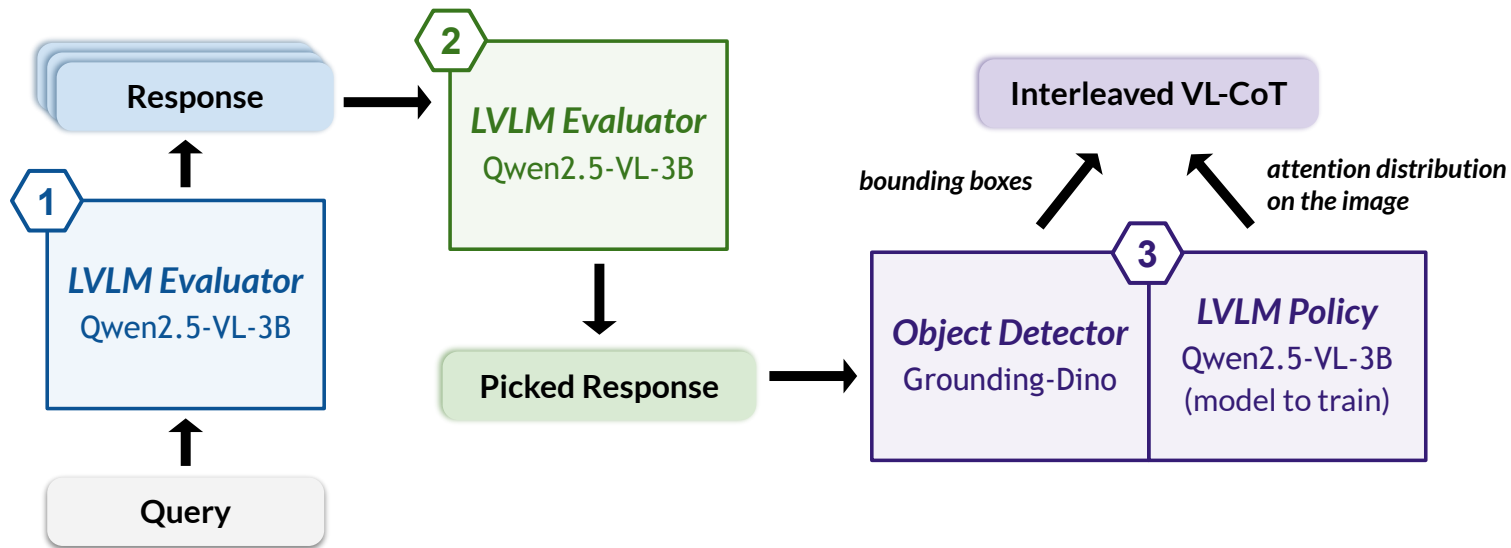 1
LVLM Evaluator
Qwen2.5-VL-3B
Query
Response
2
LVLM Evaluator
Qwen2.5-VL-3B
Picked Response
3
Object Detector
Grounding-Dino
LVLM Policy
Qwen2.5-VL-3B
(model to train)
bounding boxes
attention distribution
on the image
Interleaved VL-CoT